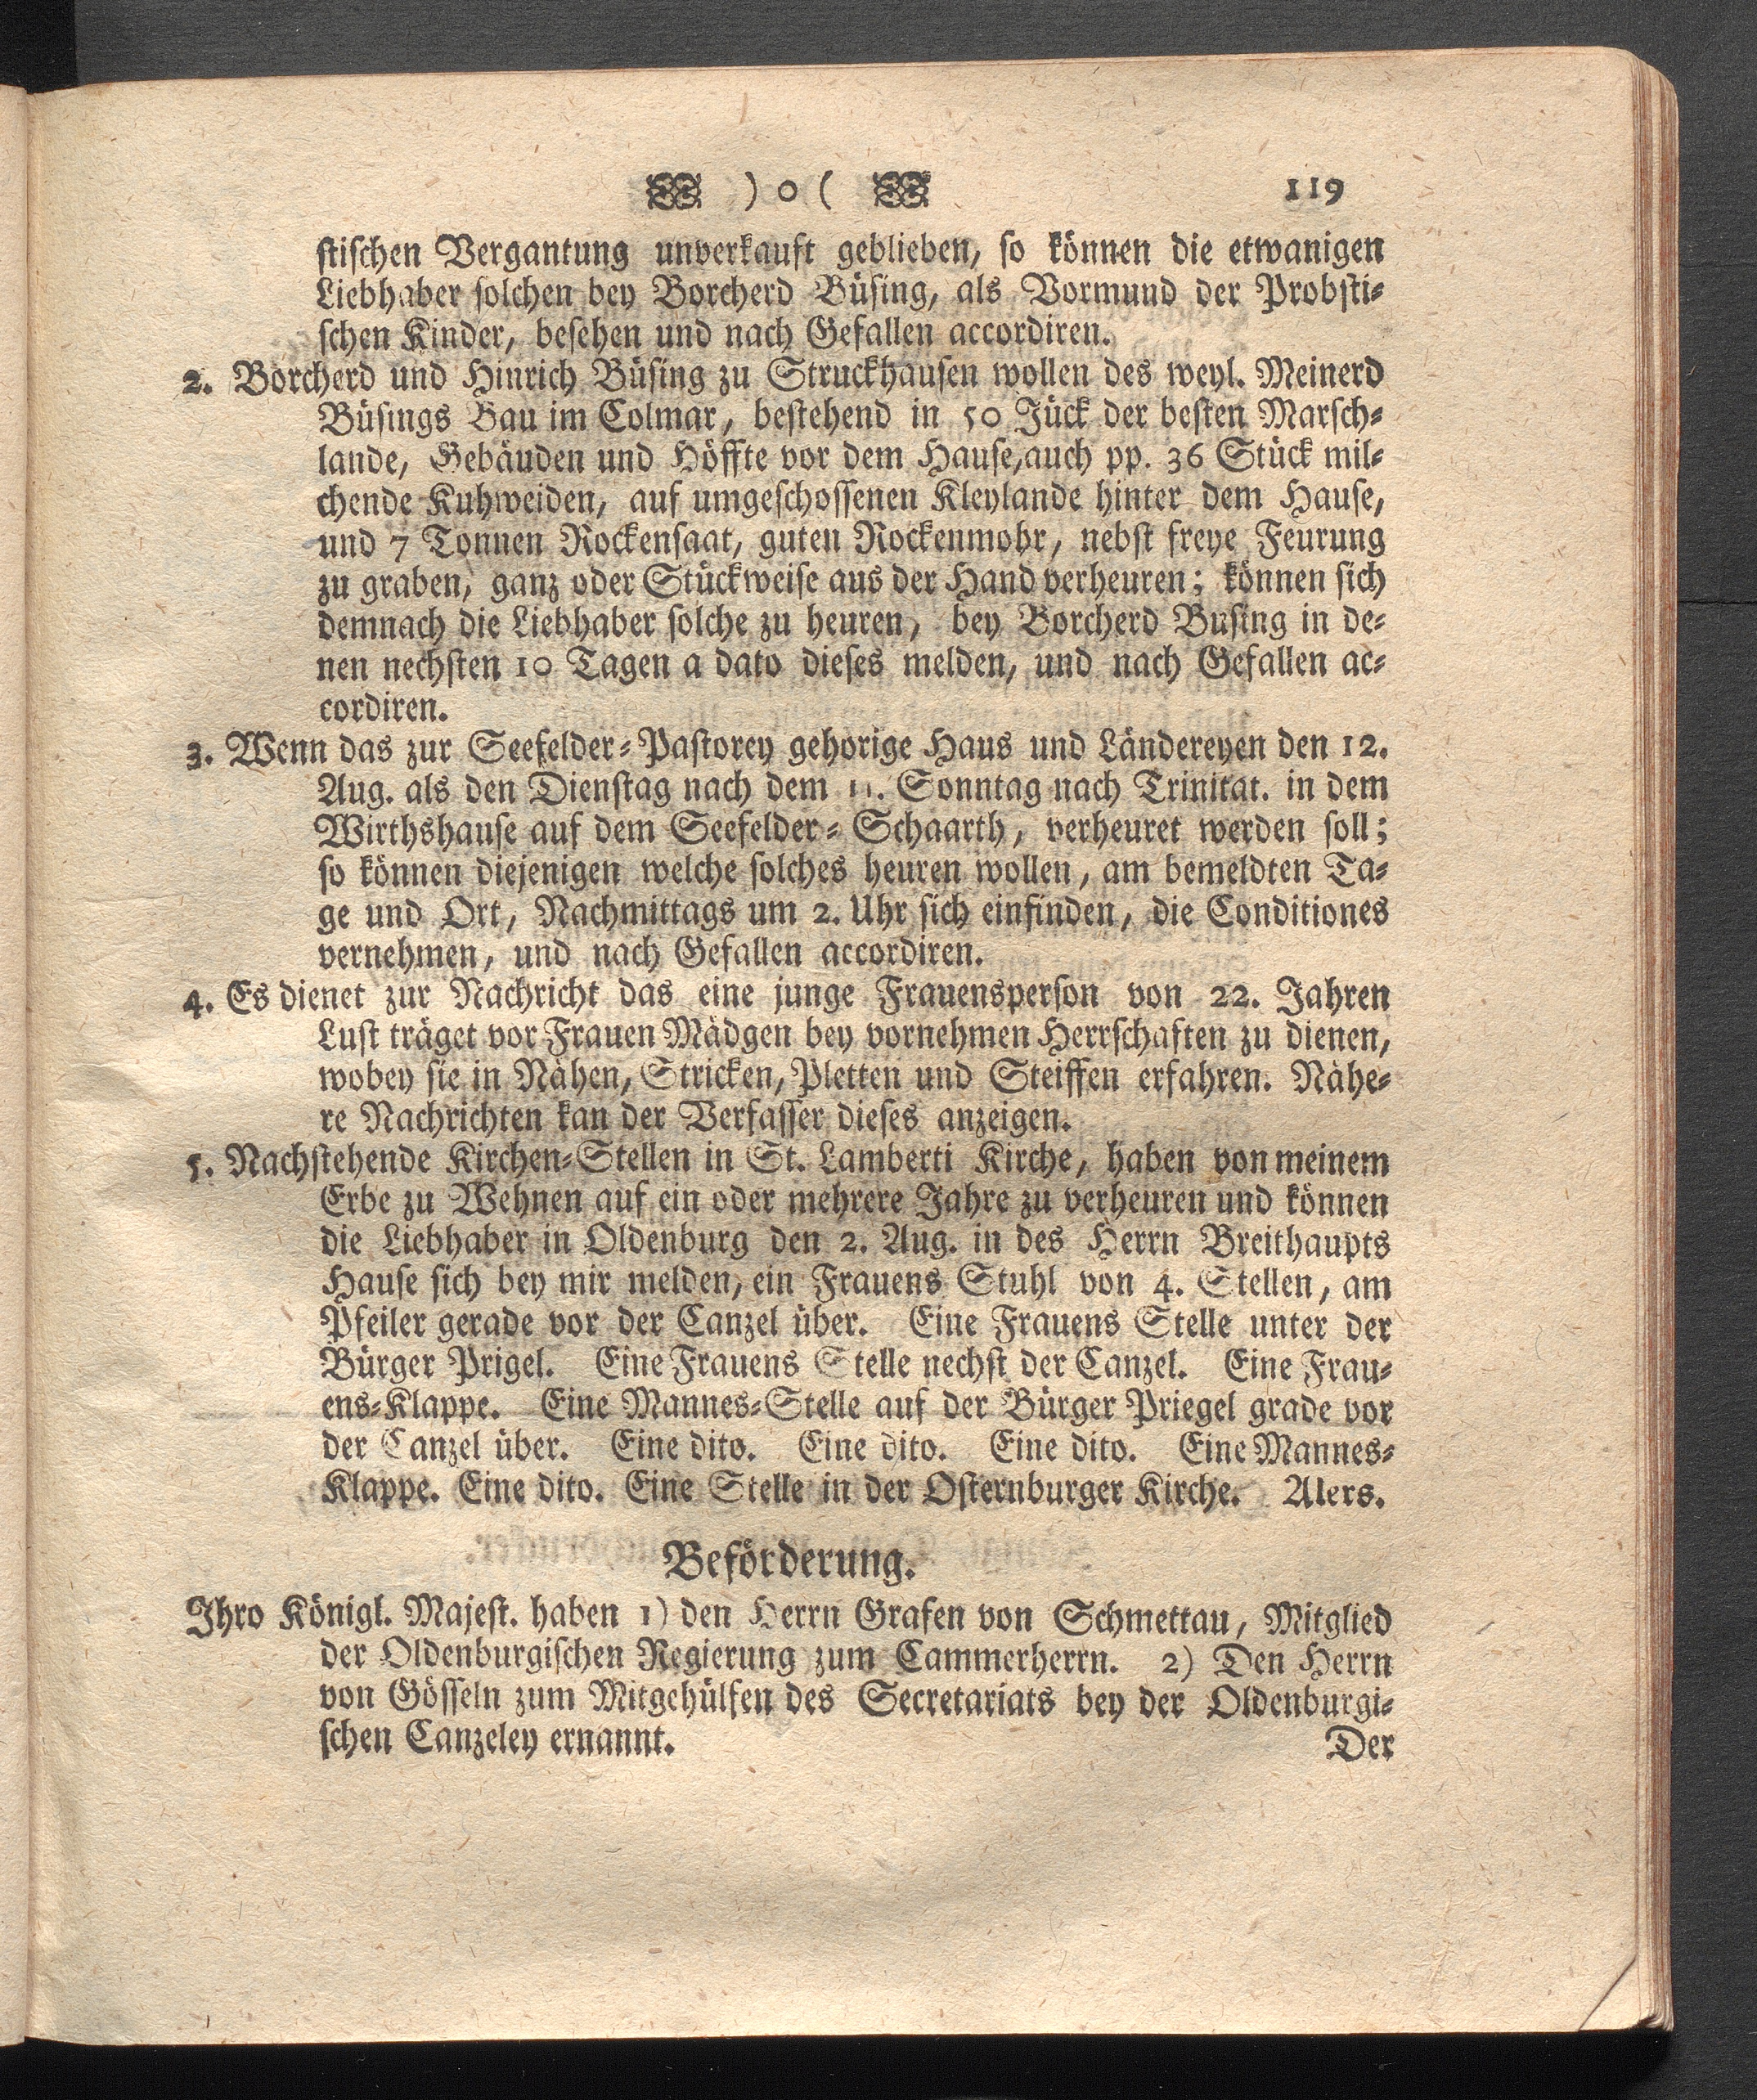 ) o ( 119
stischen Vergantung unverkauft geblieben, so können die etwanigen
Liebhaber solchen bey Borcherd Büsing, als Vormund der Probsti-
schen Kinder, besehen und nach Gefallen accordiren.
2. Borcherd und Hinrich Büsing zu Struckhausen wollen des weyl. Meinerd
Büsings Bau im Colmar, bestehend in 50 Jück der besten Marsch-
lande, Gebäuden und Höffte vor dem Hause, auch pp. 36 Stück mil-
chende Kuhweiden, auf umgeschossenen Kleylande hinter dem Hause,
und 7 Tonnen Rockensaat, guten Rockenmohr, nebst freye Feurung
zu graben, ganz oder Stückweise aus der Hand verheuren; können sich
demnach die Liebhaber solche zu heuren, bey Borcherd Busing in de-
nen nechsten 10 Tagen a dato dieses melden, und nach Gefallen ac-
cordiren.
3. Wenn das zur Seefelder-Pastorey gehorige Haus und Ländereyen den 12.
Aug. als den Dienstag nach dem 11. Sonntag nach Trinitat. in dem
Wirthshause auf dem Seefelder-Schaarth, verheuret werden soll;
so können diejenigen welche solches heuren wollen, am bemeldten Ta-
ge und Ort, Nachmittags um 2. Uhr sich einfinden, die Conditiones
vernehmen, und nach Gefallen accordiren.
4. Es dienet zur Nachricht das eine junge Frauensperson von 22. Jahren
Lust träget vor Frauen Mädgen bey vornehmen Herrschaften zu dienen,
wobey sie in Nähen, Stricken, Pletten und Steiffen erfahren. Nähe-
re Nachrichten kan der Verfasser dieses anzeigen.
5. Nachstehende Kirchen-Stellen in St. Lamberti Kirche, haben von meinem
Erbe zu Wehnen auf ein oder mehrere Jahre zu verheuren und können
die Liebhaber in Oldenburg den 2. Aug. in des Herrn Breithaupts
Hause sich bey mir melden, ein Frauens Stuhl von 4. Stellen, am
Pfeiler gerade vor der Canzel über. Eine Frauens Stelle unter der
Bürger Prigel. Eine Frauens Stelle nechst der Canzel. Eine Frau-
ens-Klappe. Eine Mannes-Stelle auf der Bürger Priegel grade vor
der Canzel über. Eine dito. Eine dito. Eine dito. Eine Mannes-
Klappe. Eine dito. Eine Stelle in der Osternburger Kirche. Alers.
Beförderung.
Ihro Königl. Majest. haben 1) den Herrn Grafen von Schmettau, Mitglied
der Oldenburgischen Regierung zum Cammerherrn. 2) Den Herrn
von Gösseln zum Mitgehülfen des Secretariats bey der Oldenburgi-
schen Canzeley ernannt. Der